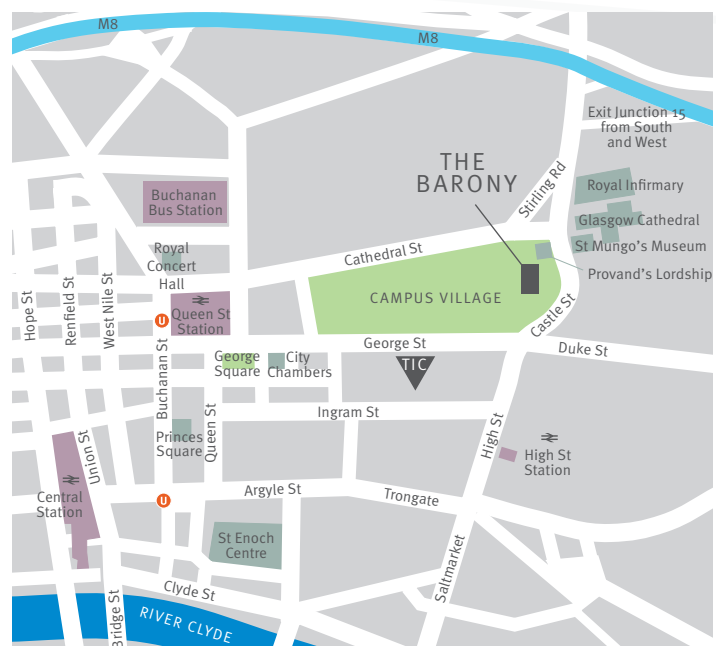 M8
M8
Exit Junction 15
from South
and West
THE
BARONY
Stirling Rd
Royal Infirmary
Buchanan
Bus Station
Glasgow Cathedral
St Mungo's Museum
Provand's Lordship
Royal
Concert
Hall
Cathedral St
CAMPUS VILLAGE
Castle St
Hope St
Renfield St
West Nile St
U
Queen St
Station
George St
Duke St
George
Square
City
Chambers
TIC
Buchanan St
Queen St
Ingram St
Princes
Square
High St
High St
Station
Union St
Central
Station
U
Argyle St
Trongate
St Enoch
Centre
Saltmarket
Clyde St
Bridge St
RIVER CLYDE